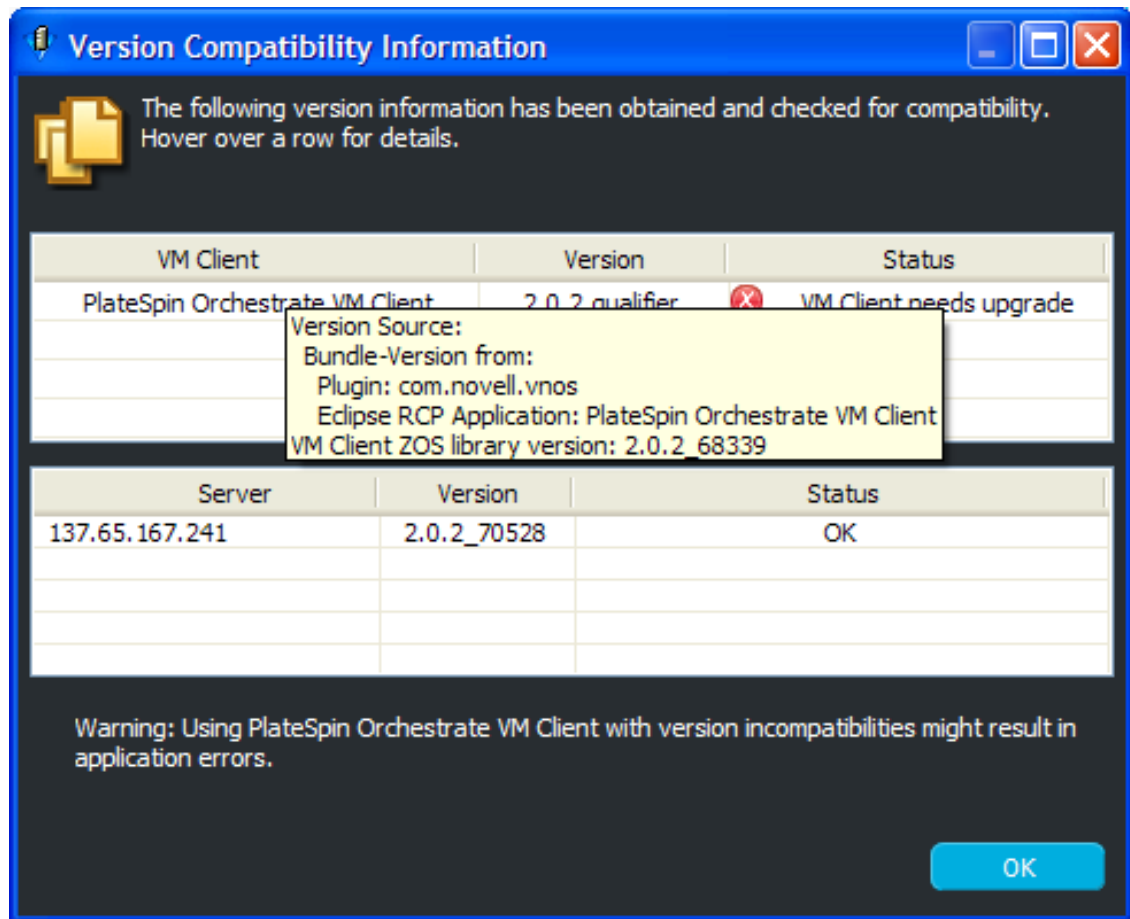 Version Compatibility Information
The following version information has been obtained and checked for compatibility.
Hover over a row for details.
VM Client Version Status
PlateSpin Orchestrate VM Client 2.0.2 qualifier VM Client needs upgrade
Version Source:
Bundle-Version from:
Plugin: com.novell.vnos
Eclipse RCP Application: PlateSpin Orchestrate VM Client
VM Client ZOS library version: 2.0.2_68339
Server Version Status
137.65.167.241 2.0.2_70528 OK
Warning: Using PlateSpin Orchestrate VM Client with version incompatibilities might result in
application errors.
OK